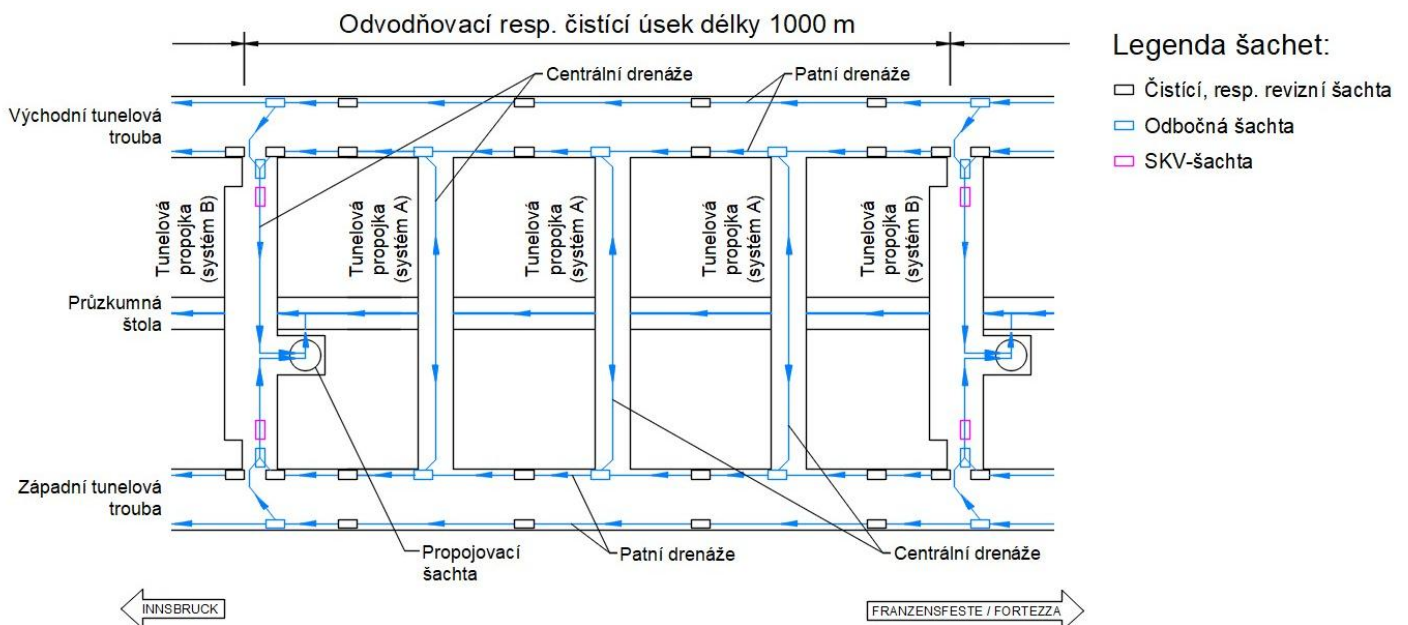 Odvodňovací resp. čistící úsek délky 1000 m
Legenda šachet:
Čistící, resp. revizní šachta
Odbočná šachta
SKV-šachta
Centrální drenáže
Patní drenáže
Východní tunelová
trouba
Tunelová
propojka
(systém B)
Tunelová
propojka
(systém A)
Tunelová
propojka
(systém A)
Tunelová
propojka
(systém A)
Tunelová
propojka
(systém B)
Průzkumná
štola
Západní tunelová
trouba
Propojovací
šachta
Patní drenáže
Centrální drenáže
INNSBRUCK
FRANZENSFESTE / FORTEZZA